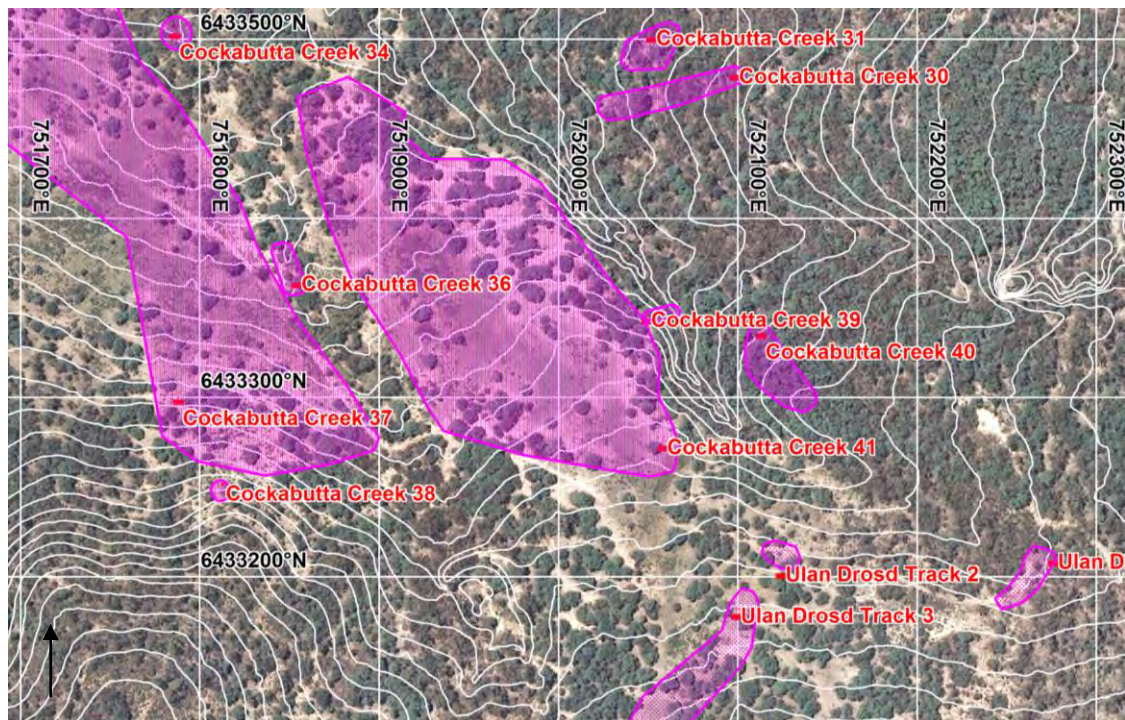 6433500°N
Cockabutta Creek 34
Cockabutta Creek 31
Cockabutta Creek 30
751700°E
751800°E
751900°E
752000°E
752100°E
752200°E
752300°E
Cockabutta Creek 36
Cockabutta Creek 39
Cockabutta Creek 40
6433300°N
Cockabutta Creek 37
Cockabutta Creek 41
Cockabutta Creek 38
6433200°N
Ulan D
Ulan Drosd Track 2
Ulan Drosd Track 3